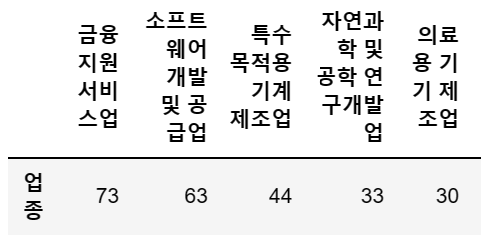 금융
지원
서비
스업
소프트
웨어
개발
및 공
급업
특수
목적용
기계
제조업
자연과
학 및
공학 연
구개발
업
의료
용 기
기 제
조업
업
종
73 63 44 33 30